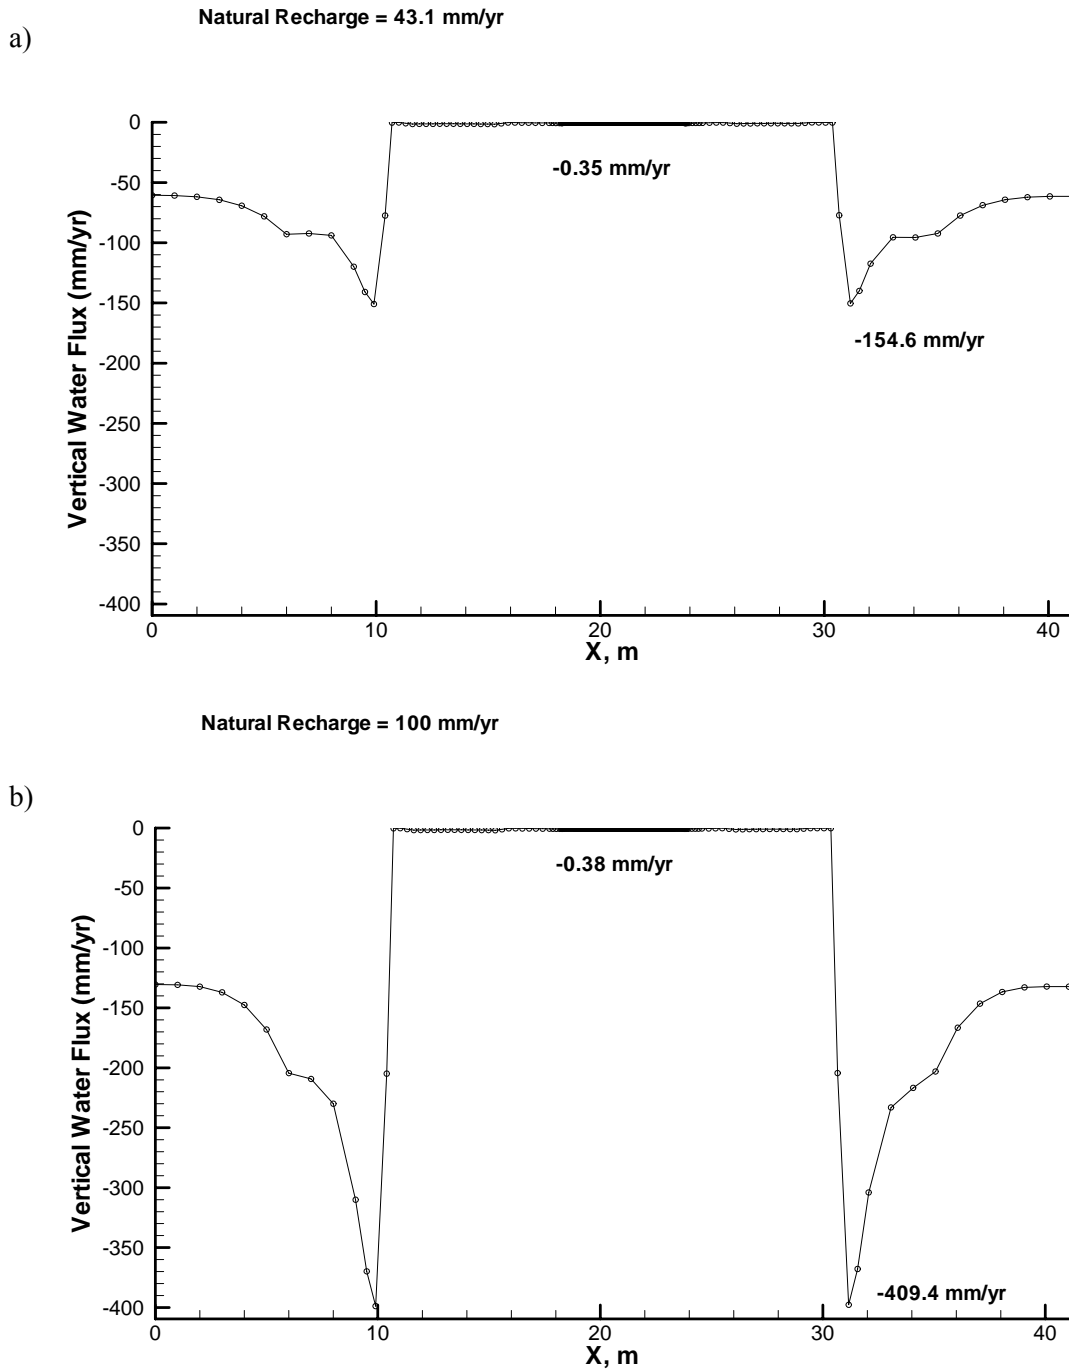 Natural Recharge = 43.1 mm/yr
a)
0
-50
-100
-150
-200
-250
-300
-350
-400
Vertical Water Flux (mm/yr)
-0.35 mm/yr
-154.6 mm/yr
0
10
20
30
40
X, m
Natural Recharge = 100 mm/yr
b)
0
-50
-100
-150
-200
-250
-300
-350
-400
Vertical Water Flux (mm/yr)
-0.38 mm/yr
-409.4 mm/yr
0
10
20
30
40
X, m